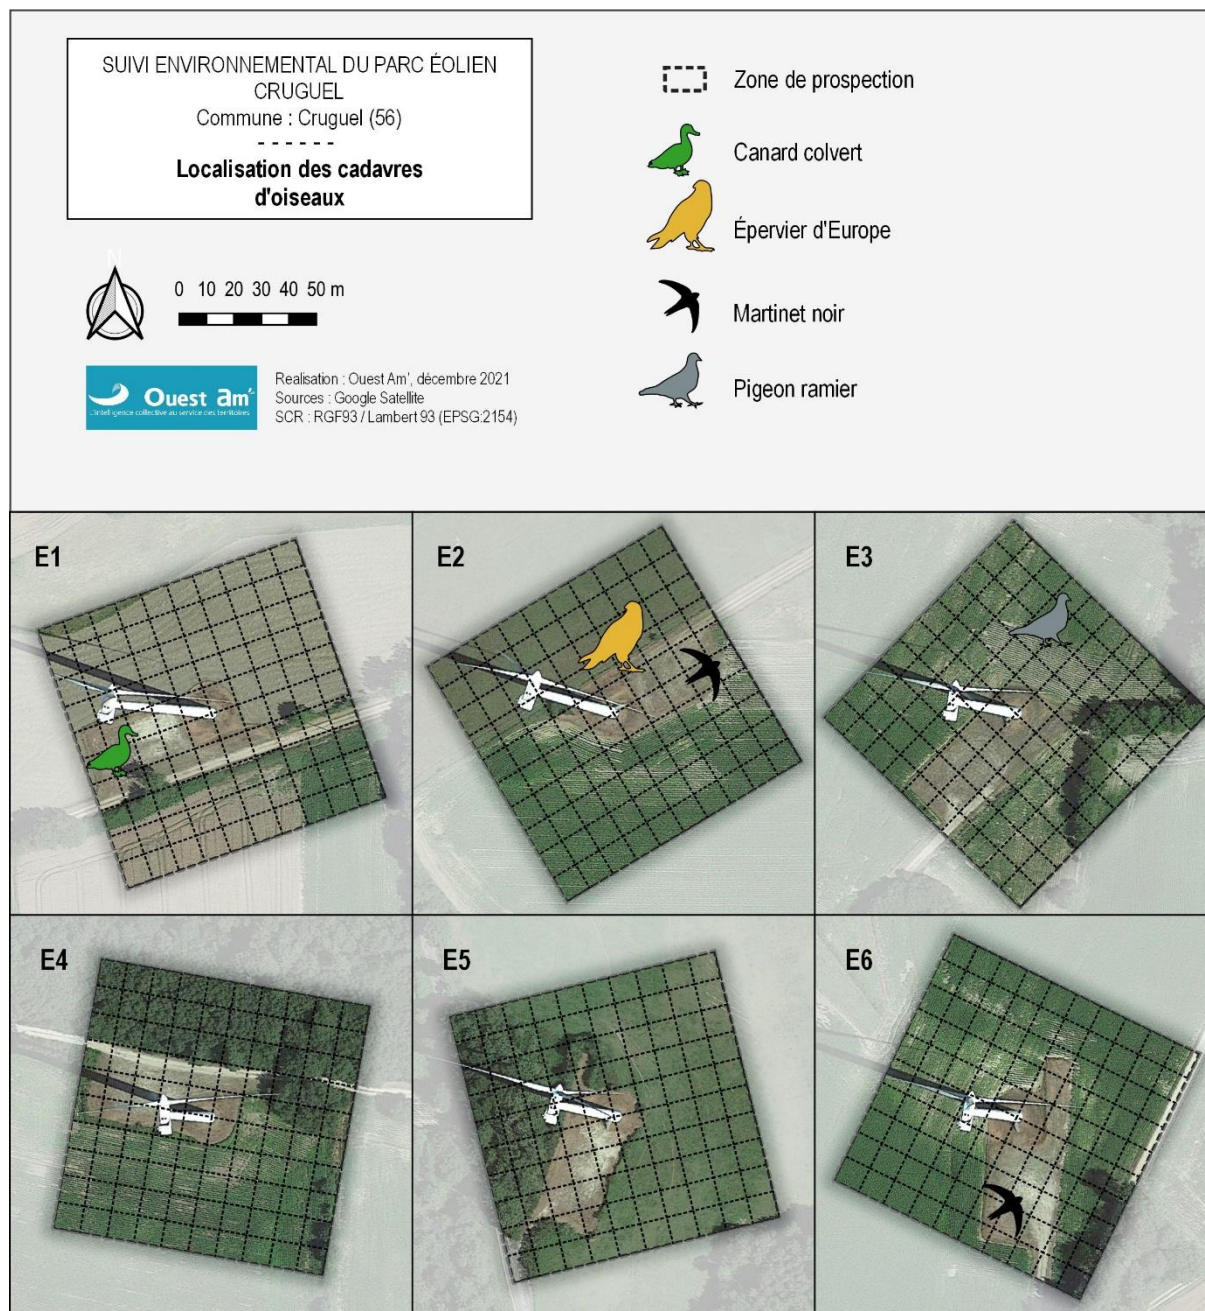 SUIVI ENVIRONNEMENTAL DU PARC ÉOLIEN
CRUGUEL
Commune : Cruguel (56)
- - - - - -
Localisation des cadavres
d'oiseaux
N
0 10 20 30 40 50 m
Ouest am'
L'intelligence collective au service des territoires
Realisation : Ouest Am', décembre 2021
Sources : Google Satellite
SCR : RGF93 / Lambert 93 (EPSG:2154)
Zone de prospection
Canard colvert
Épervier d'Europe
Martinet noir
Pigeon ramier
E1
E2
E3
E4
E5
E6